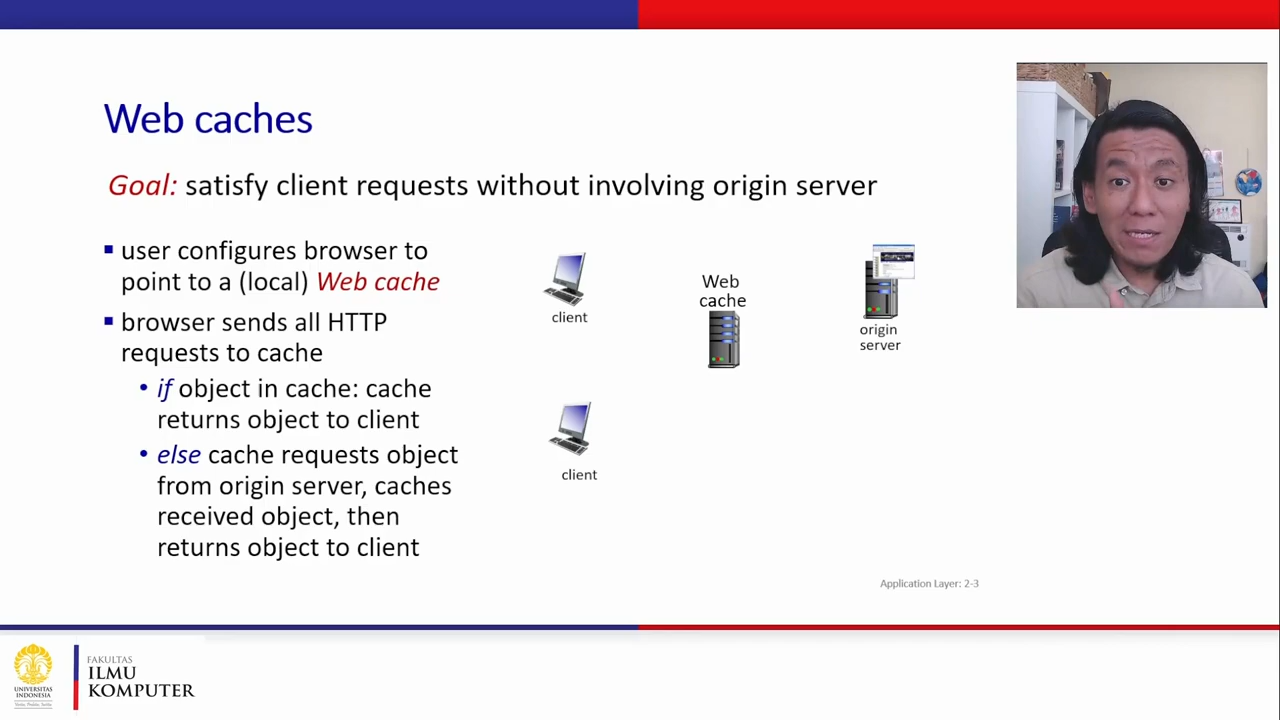 Web caches
Goal: satisfy client requests without involving origin server
▪ user configures browser to
point to a (local) Web cache
▪ browser sends all HTTP
requests to cache
• if object in cache: cache
returns object to client
• else cache requests object
from origin server, caches
received object, then
returns object to client
client
Web
cache
origin
server
client
Application Layer: 2-3
UNIVERSITAS
INDONESIA
FAKULTAS
ILMU
KOMPUTER